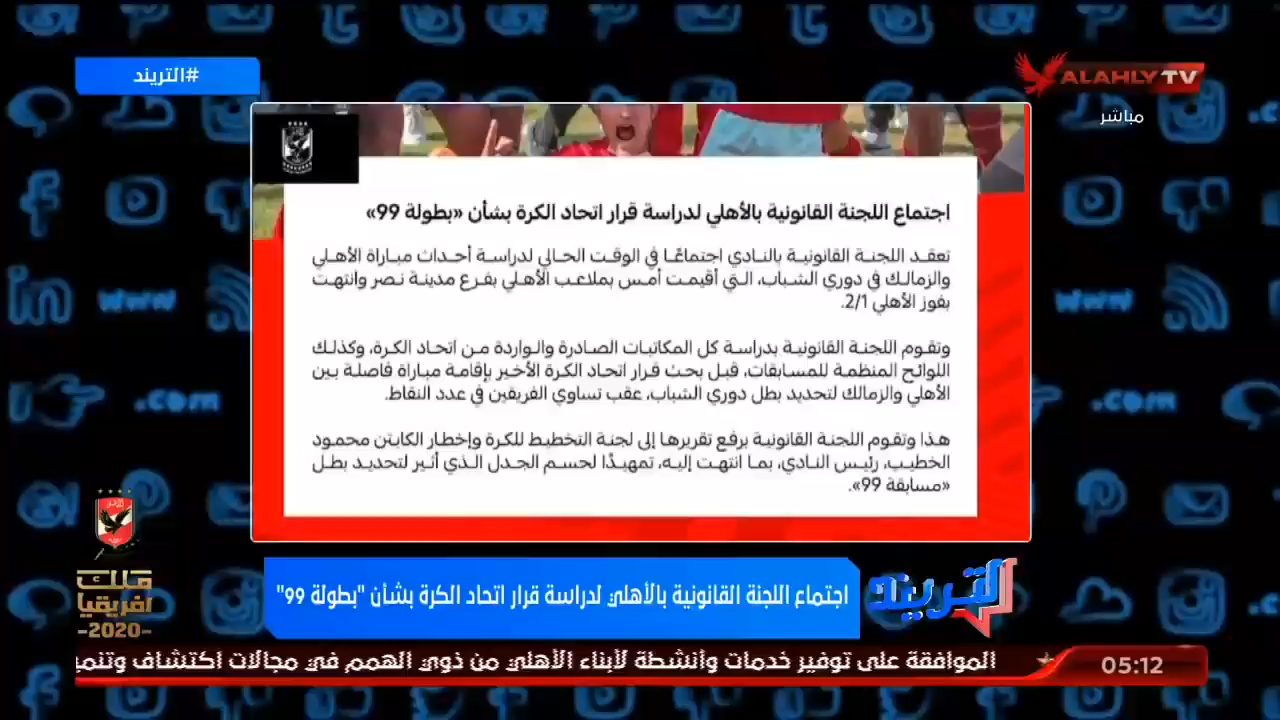 #التريند
ALAHLY TV
مباشر
اجتماع اللجنة القانونية بالأهلي لدراسة قرار اتحاد الكرة بشأن «بطولة 99»
تعقد اللجنة القانونية بالنادي اجتماعًا في الوقت الحالي لدراسة أحداث مباراة الأهلي
والزمالك في دوري الشباب، التي أقيمت أمس بملاعب الأهلي بفرع مدينة نصر وانتهت
بفوز الأهلي 2/1.
وتقوم اللجنة القانونية بدراسة كل المكاتبات الصادرة والواردة من اتحاد الكرة، وكذلك
اللوائح المنظمة للمسابقات، قبل بحث قرار اتحاد الكرة الأخير بإقامة مباراة فاصلة بين
الأهلي والزمالك لتحديد بطل دوري الشباب، عقب تساوي الفريقين في عدد النقاط.
هذا وتقوم اللجنة القانونية برفع تقريرها إلى لجنة التخطيط للكرة وإخطار الكابتن محمود
الخطيب، رئيس النادي، بما انتهت إليه، تمهيدًا لحسم الجدل الذي أثير لتحديد بطل
«مسابقة 99».
التريند
اجتماع اللجنة القانونية بالأهلي لدراسة قرار اتحاد الكرة بشأن "بطولة 99"
ملك
افريقيا
-2020-
05:12
الموافقة على توفير خدمات وأنشطة لأبناء الأهلي من ذوي الهمم في مجالات اكتشاف
www
.com
www
.com